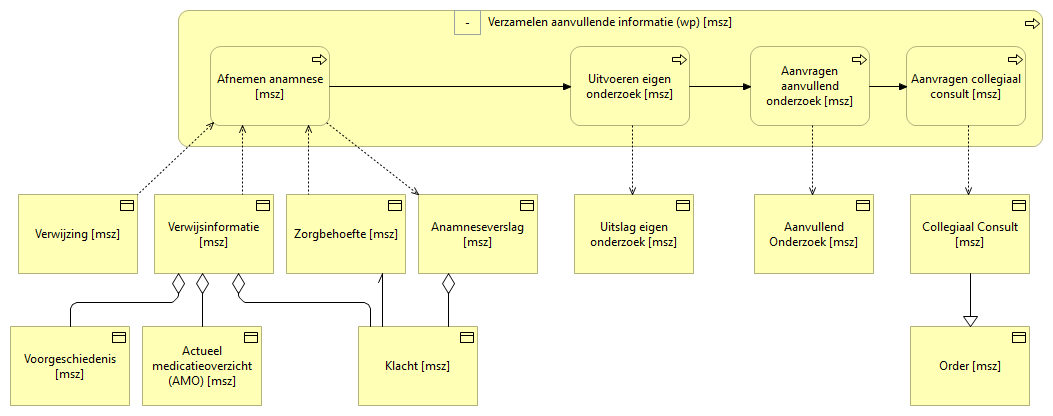 - Verzamelen aanvullende informatie (wp) [msz]
Afnemen anamnese
[msz]
Uitvoeren eigen
onderzoek [msz]
Aanvragen
aanvullend
onderzoek [msz]
Aanvragen collegiaal
consult [msz]
Verwijzing [msz]
Verwijsinformatie
[msz]
Zorgbehoefte [msz]
Anamneseverslag
[msz]
Uitslag eigen
onderzoek [msz]
Aanvullend
Onderzoek [msz]
Collegiaal Consult
[msz]
Voorgeschiedenis
[msz]
Actueel
medicatieoverzicht
(AMO) [msz]
Klacht [msz]
Order [msz]